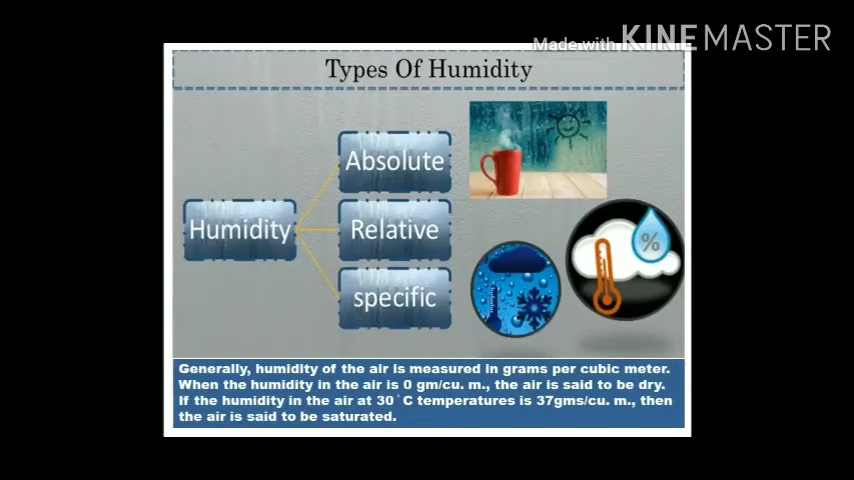 Made with KINEMASTER
Types Of Humidity
Absolute
Humidity
Relative
specific
%
Generally, humidity of the air is measured in grams per cubic meter.
When the humidity in the air is 0 gm/cu. m., the air is said to be dry.
If the humidity in the air at 30˙C temperatures is 37gms/cu. m., then
the air is said to be saturated.